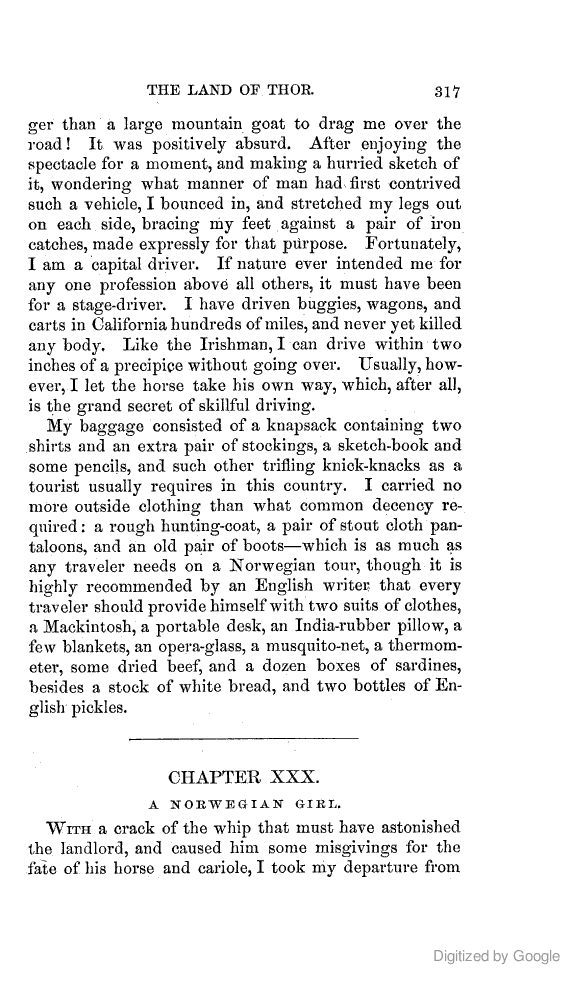 THE LAND OF THOR. 317
ger than a large mountain goat to drag me over the
road! It was positively absurd. After enjoying the
spectacle for a moment, and making a hurried sketch of
it, wondering what manner of man had first contrived
such a vehicle, I bounced in, and stretched my legs out
on each side, bracing my feet against a pair of iron
catches, made expressly for that purpose. Fortunately,
I am a capital driver. If nature ever intended me for
any one profession above all others, it must have been
for a stage-driver. I have driven buggies, wagons, and
carts in California hundreds of miles, and never yet killed
any body. Like the Irishman, I can drive within two
inches of a precipice without going over. Usually, how-
ever, I let the horse take his own way, which, after all,
is the grand secret of skillful driving.
My baggage consisted of a knapsack containing two
shirts and an extra pair of stockings, a sketch-book and
some pencils, and such other trifling knick-knacks as a
tourist usually requires in this country. I carried no
more outside clothing than what common decency re-
quired: a rough hunting-coat, a pair of stout cloth pan-
taloons, and an old pair of boots—which is as much as
any traveler needs on a Norwegian tour, though it is
highly recommended by an English writer that every
traveler should provide himself with two suits of clothes,
a Mackintosh, a portable desk, an India-rubber pillow, a
few blankets, an opera-glass, a musquito-net, a thermom-
eter, some dried beef, and a dozen boxes of sardines,
besides a stock of white bread, and two bottles of En-
glish pickles.
CHAPTER XXX.
A NORWEGIAN GIRL.
WITH a crack of the whip that must have astonished
the landlord, and caused him some misgivings for the
fate of his horse and cariole, I took my departure from
Digitized by Google